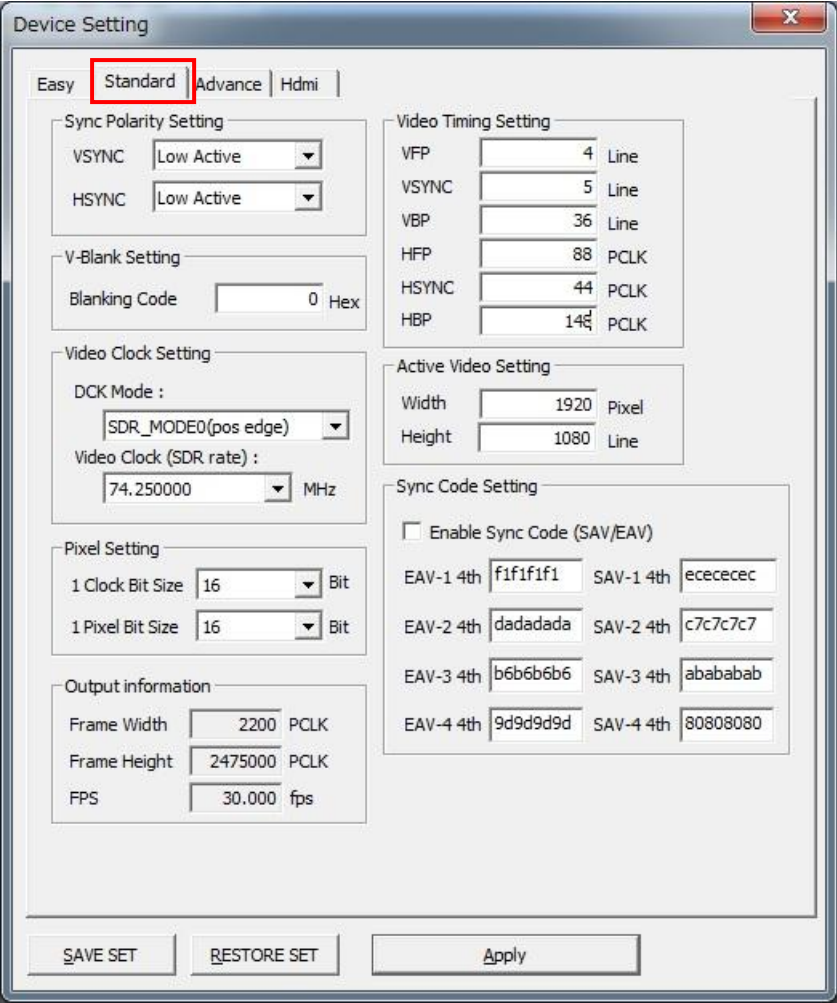 Device Setting
Easy Standard Advance Hdmi
Sync Polarity Setting
VSYNC Low Active
HSYNC Low Active
V-Blank Setting
Blanking Code 0 Hex
Video Clock Setting
DCK Mode :
SDR_MODE0(pos edge)
Video Clock (SDR rate) :
74.250000 MHz
Pixel Setting
1 Clock Bit Size 16 Bit
1 Pixel Bit Size 16 Bit
Output information
Frame Width 2200 PCLK
Frame Height 2475000 PCLK
FPS 30.000 fps
Video Timing Setting
VFP 4 Line
VSYNC 5 Line
VBP 36 Line
HFP 88 PCLK
HSYNC 44 PCLK
HBP 148 PCLK
Active Video Setting
Width 1920 Pixel
Height 1080 Line
Sync Code Setting
Enable Sync Code (SAV/EAV)
EAV-1 4th f1f1f1f1 SAV-1 4th ecececec
EAV-2 4th dadadada SAV-2 4th c7c7c7c7
EAV-3 4th b6b6b6b6 SAV-3 4th abababab
EAV-4 4th 9d9d9d9d SAV-4 4th 80808080
SAVE SET RESTORE SET Apply